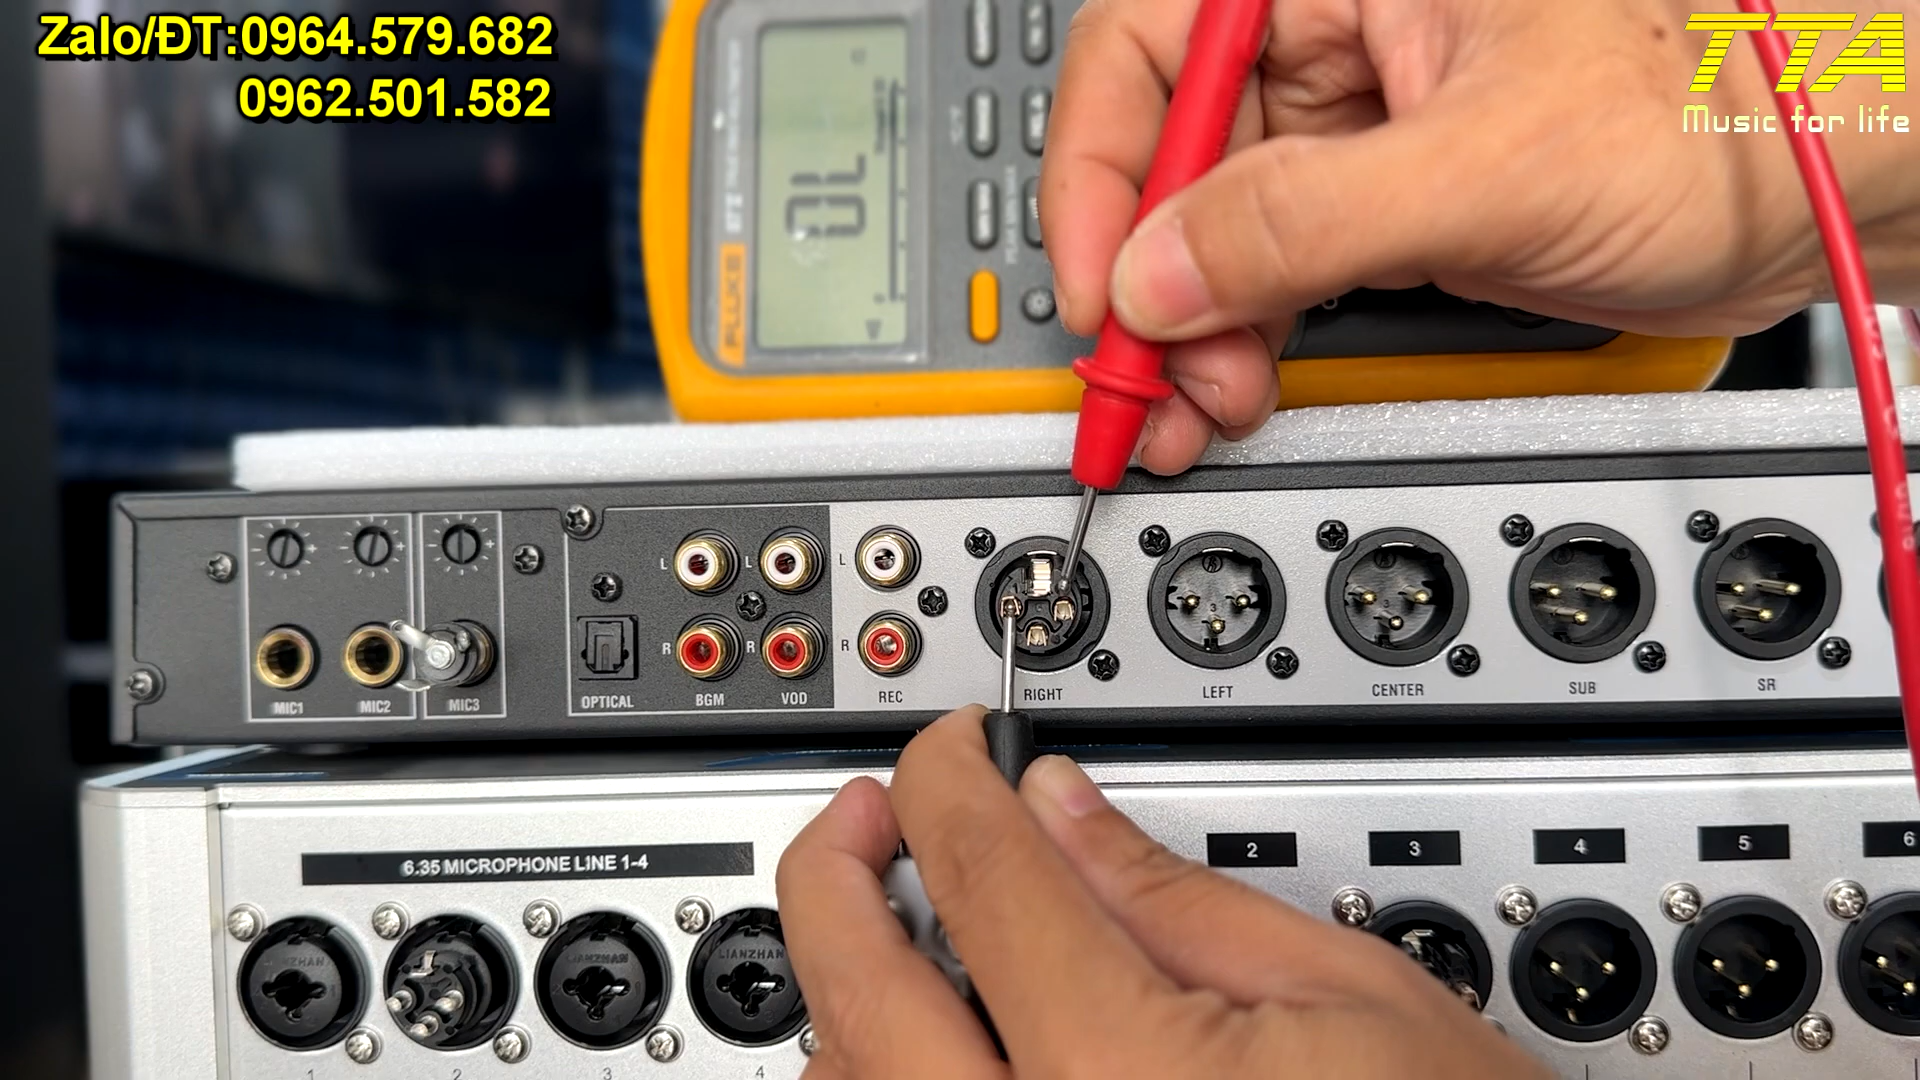 Zalo/ĐT:0964.579.682
0962.501.582
TTA
Music for life
OL
FLUKE
L
L
L
R
R
R
MIC1
MIC2
MIC3
OPTICAL
BGM
VOD
REC
RIGHT
LEFT
CENTER
SUB
SR
6.35 MICROPHONE LINE 1-4
2
3
4
5
6
LIANZHAN
LIANZHAN
LIANZHAN
1
2
3
4